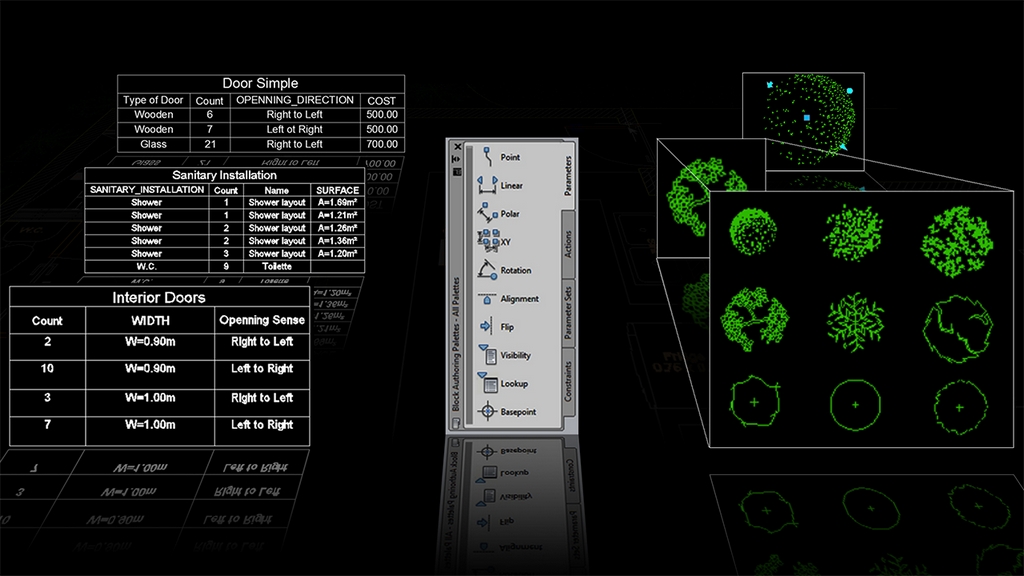 Door Simple
Type of Door Count OPENNING_DIRECTION COST
Wooden 6 Right to Left 500.00
Wooden 7 Left ot Right 500.00
Glass 21 Right to Left 700.00
Sanitary Installation
SANITARY_INSTALLATION Count Name SURFACE
Shower 1 Shower layout A=1.69m²
Shower 1 Shower layout A=1.21m²
Shower 2 Shower layout A=1.26m²
Shower 2 Shower layout A=1.36m²
Shower 3 Shower layout A=1.20m²
W.C. 9 Toilette
Interior Doors
Count WIDTH Openning Sense
2 W=0.90m Right to Left
10 W=0.90m Left to Right
3 W=1.00m Right to Left
7 W=1.00m Left to Right
Block Authoring Palettes - All Palettes
Point
Linear
Polar
XY
Rotation
Alignment
Flip
Visibility
Lookup
Basepoint
Parameters
Actions
Parameter Sets
Constraints